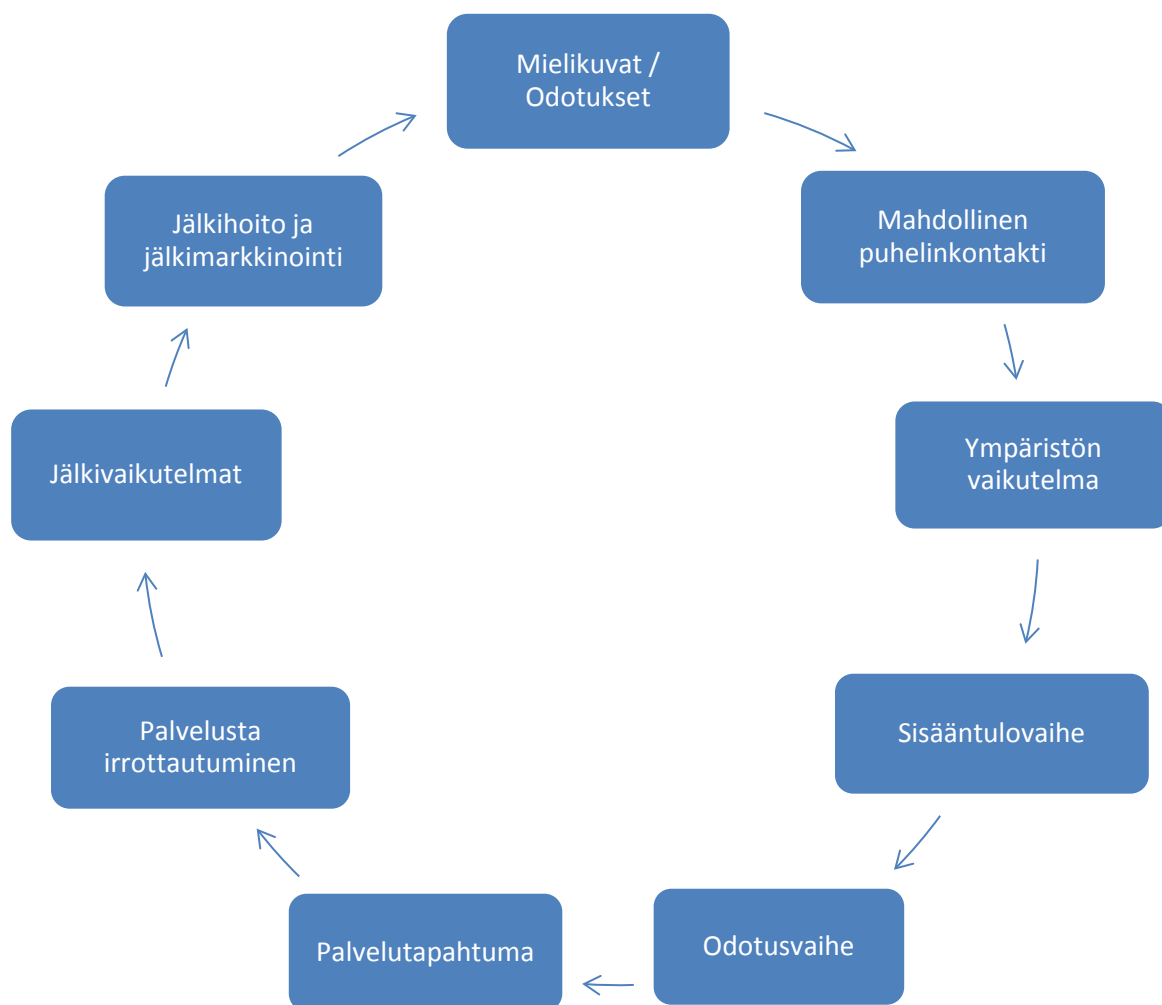 Mielikuvat /
Odotukset
Mahdollinen
puhelinkontakti
Ympäristön
vaikutelma
Sisääntulovaihe
Odotusvaihe
Palvelutapahtuma
Palvelusta
irrottautuminen
Jälkivaikutelmat
Jälkihoito ja
jälkimarkkinointi